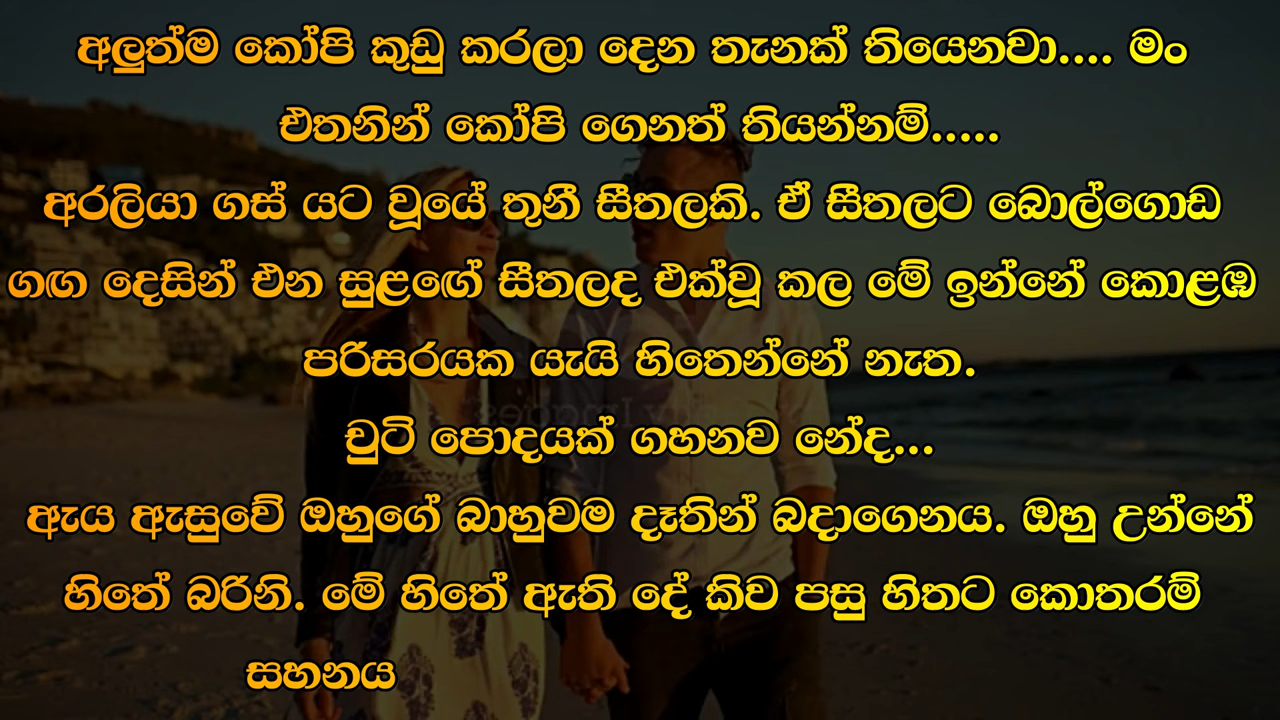 අලුත්ම කෝපි කුඩු කරලා දෙන තැනක් තියෙනවා.... මං
එතනින් කෝපි ගෙනත් තියන්නම්.....
අරලියා ගස් යට වූයේ තුනී සීතලකි. ඒ සීතලට බොල්ගොඩ
ගඟ දෙසින් එන සුළඟේ සීතලද එක්වූ කල මේ ඉන්නේ කොළඹ
පරිසරයක යැයි හිතෙන්නේ නැත.
චුටි පොදයක් ගහනව නේද...
ඇය ඇසුවේ ඔහුගේ බාහුවම දෑතින් බදාගෙනය. ඔහු උන්නේ
හිතේ බරිනි. මේ හිතේ ඇති දේ කිව පසු හිතට කොතරම්
සහනය